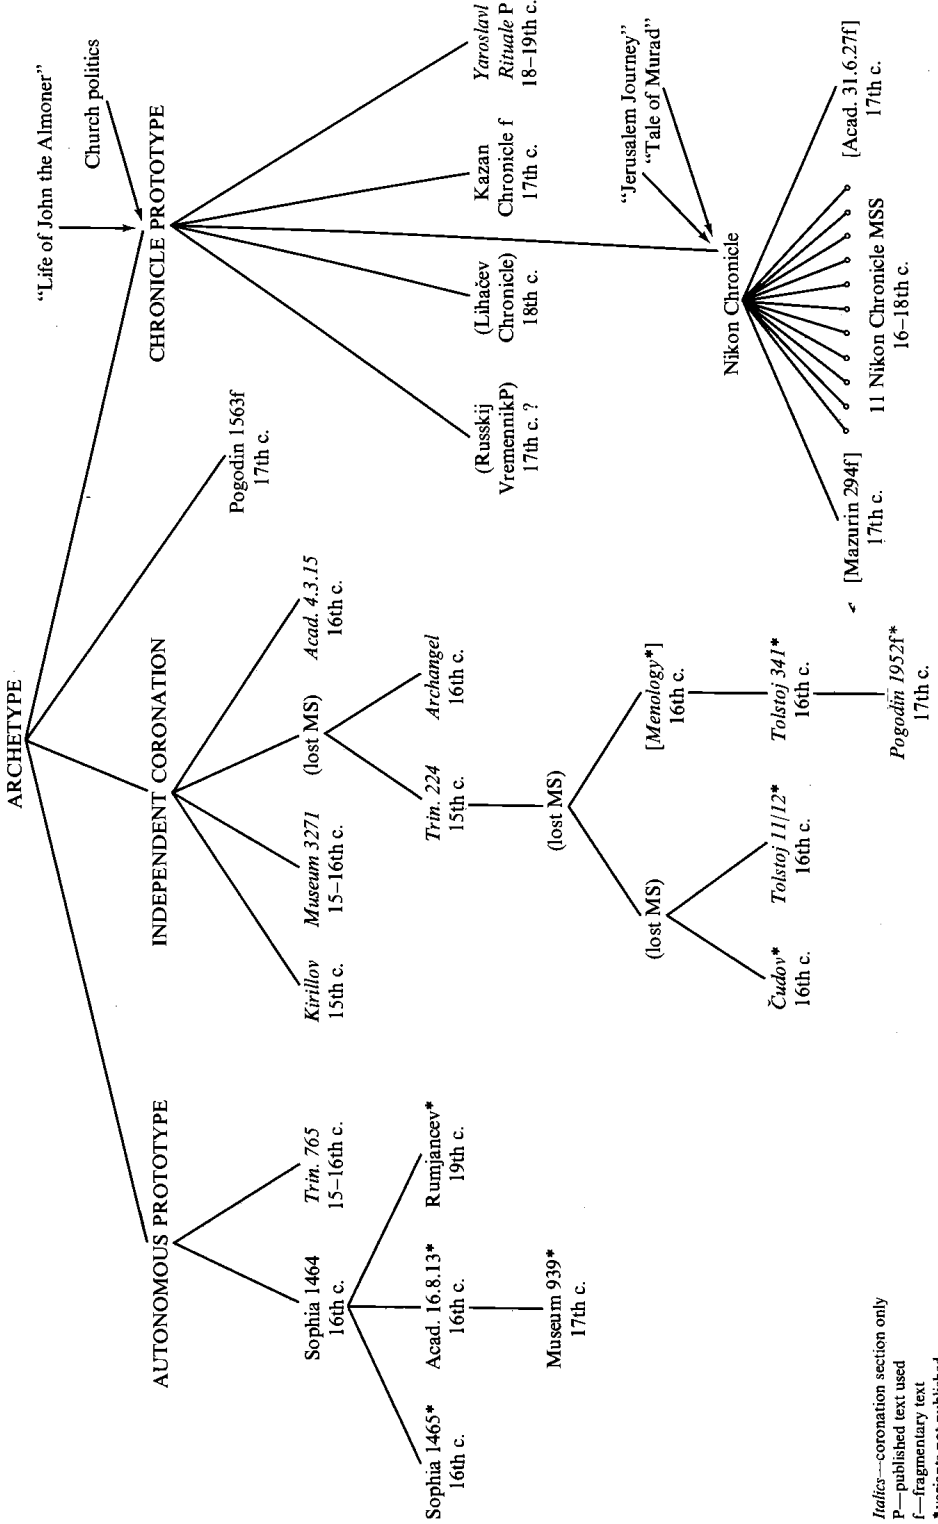 ARCHETYPE
"Life of John the Almoner"
Church politics
AUTONOMOUS PROTOTYPE
INDEPENDENT CORONATION
CHRONICLE PROTOTYPE
Pogodin 1563f
17th c.
Sophia 1464
16th c.
Trin. 765
15–16th c.
Kirillov
15th c.
Museum 3271
15–16th c.
(lost MS)
Acad. 4.3.15
16th c.
Sophia 1465*
16th c.
Acad. 16.8.13*
16th c.
Rumjancev*
19th c.
Trin. 224
15th c.
Archangel
16th c.
(Russkij
VremennikP)
17th c. ?
(Lihačev
Chronicle)
18th c.
Kazan
Chronicle f
17th c.
Yaroslavl
Rituale P
18–19th c.
Museum 939*
17th c.
(lost MS)
"Jerusalem Journey"
"Tale of Murad"
(lost MS)
[Menology*]
16th c.
Nikon Chronicle
Čudov*
16th c.
Tolstoj 11/12*
16th c.
Tolstoj 341*
16th c.
[Mazurin 294f]
17th c.
11 Nikon Chronicle MSS
16–18th c.
[Acad. 31.6.27f]
17th c.
Pogodin 1952f*
17th c.
Italics—coronation section only
P—published text used
f—fragmentary text